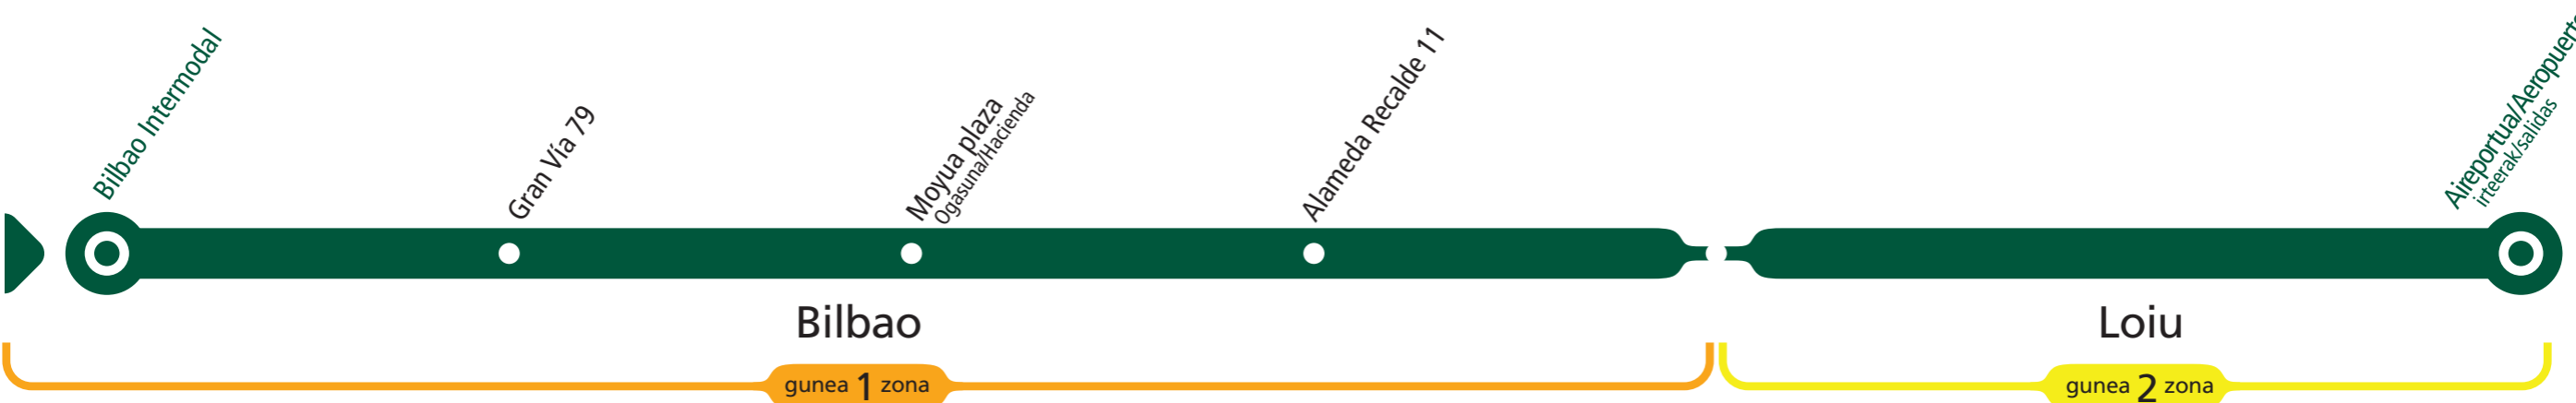 Bilbao Intermodal
Gran Vía 79
Moyua plaza
Ogasuna/Hacienda
Alameda Recalde 11
Aireportua/Aeropuerto
irteerak/salidas
Bilbao
Loiu
gunea 1 zona
gunea 2 zona